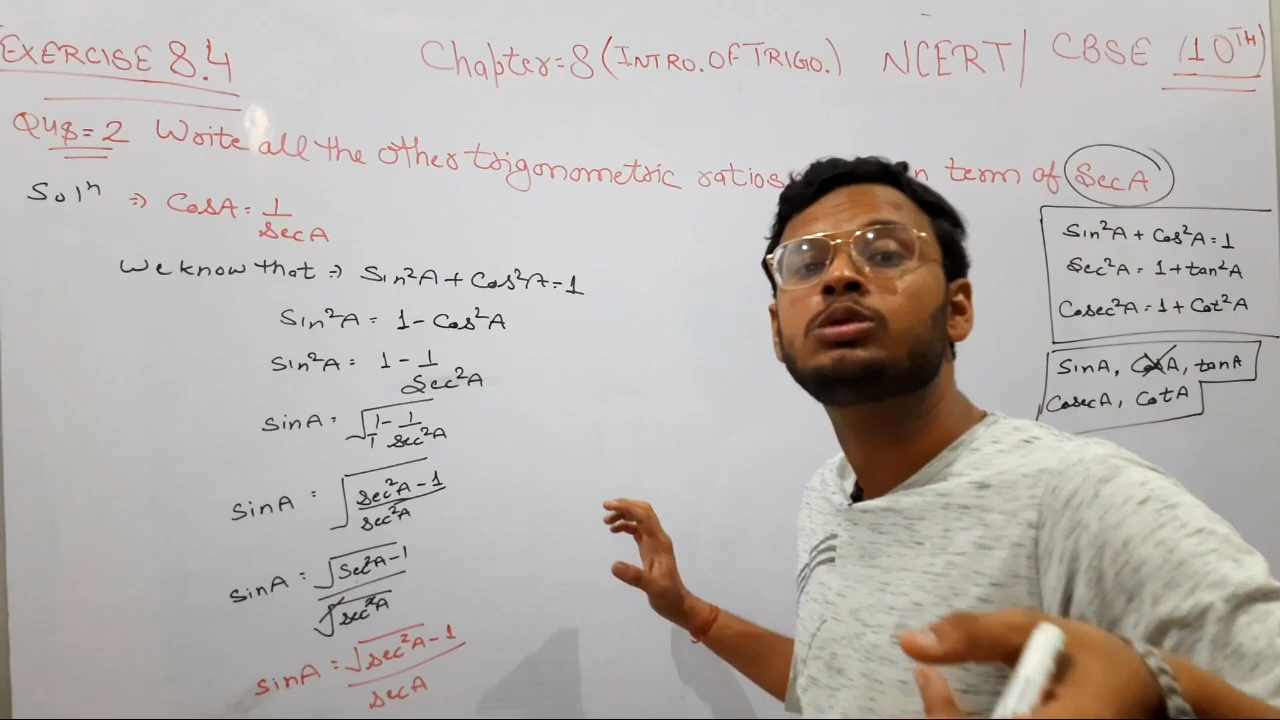 EXERCISE 8.4 Chapter=8 (INTRO. OF TRIGO.) NCERT/ CBSE (10TH)
QUS=2 Write all the other trigonometric ratios term of SecA
Solⁿ ⇒ CosA = 1/SecA
We know that ⇒ Sin²A + Cos²A = 1
Sin²A = 1 - Cos²A
Sin²A = 1 - 1/Sec²A
SinA = √(1/1 - 1/Sec²A)
SinA = √((Sec²A - 1)/Sec²A)
SinA = √(Sec²A - 1)/√(Sec²A)
SinA = √(Sec²A - 1)/SecA
Sin²A + Cos²A = 1
Sec²A = 1 + tan²A
Cosec²A = 1 + Cot²A
SinA, CosA, tanA
CosecA, CotA